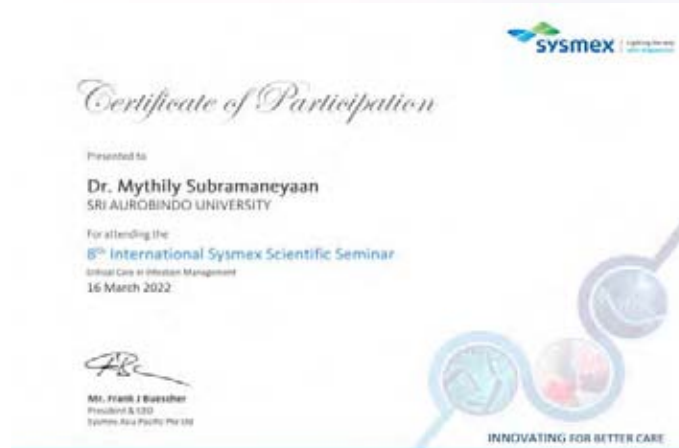 sysmex
Certificate of Participation
Presented to
Dr. Mythily Subramaneyaan
SRI AUROBINDO UNIVERSITY
For attending the
8th International Sysmex Scientific Seminar
Critical Care in Infection Management
16 March 2022
Mr. Frank J Buescher
President & CEO
Sysmex Asia Pacific Pte Ltd
INNOVATING FOR BETTER CARE